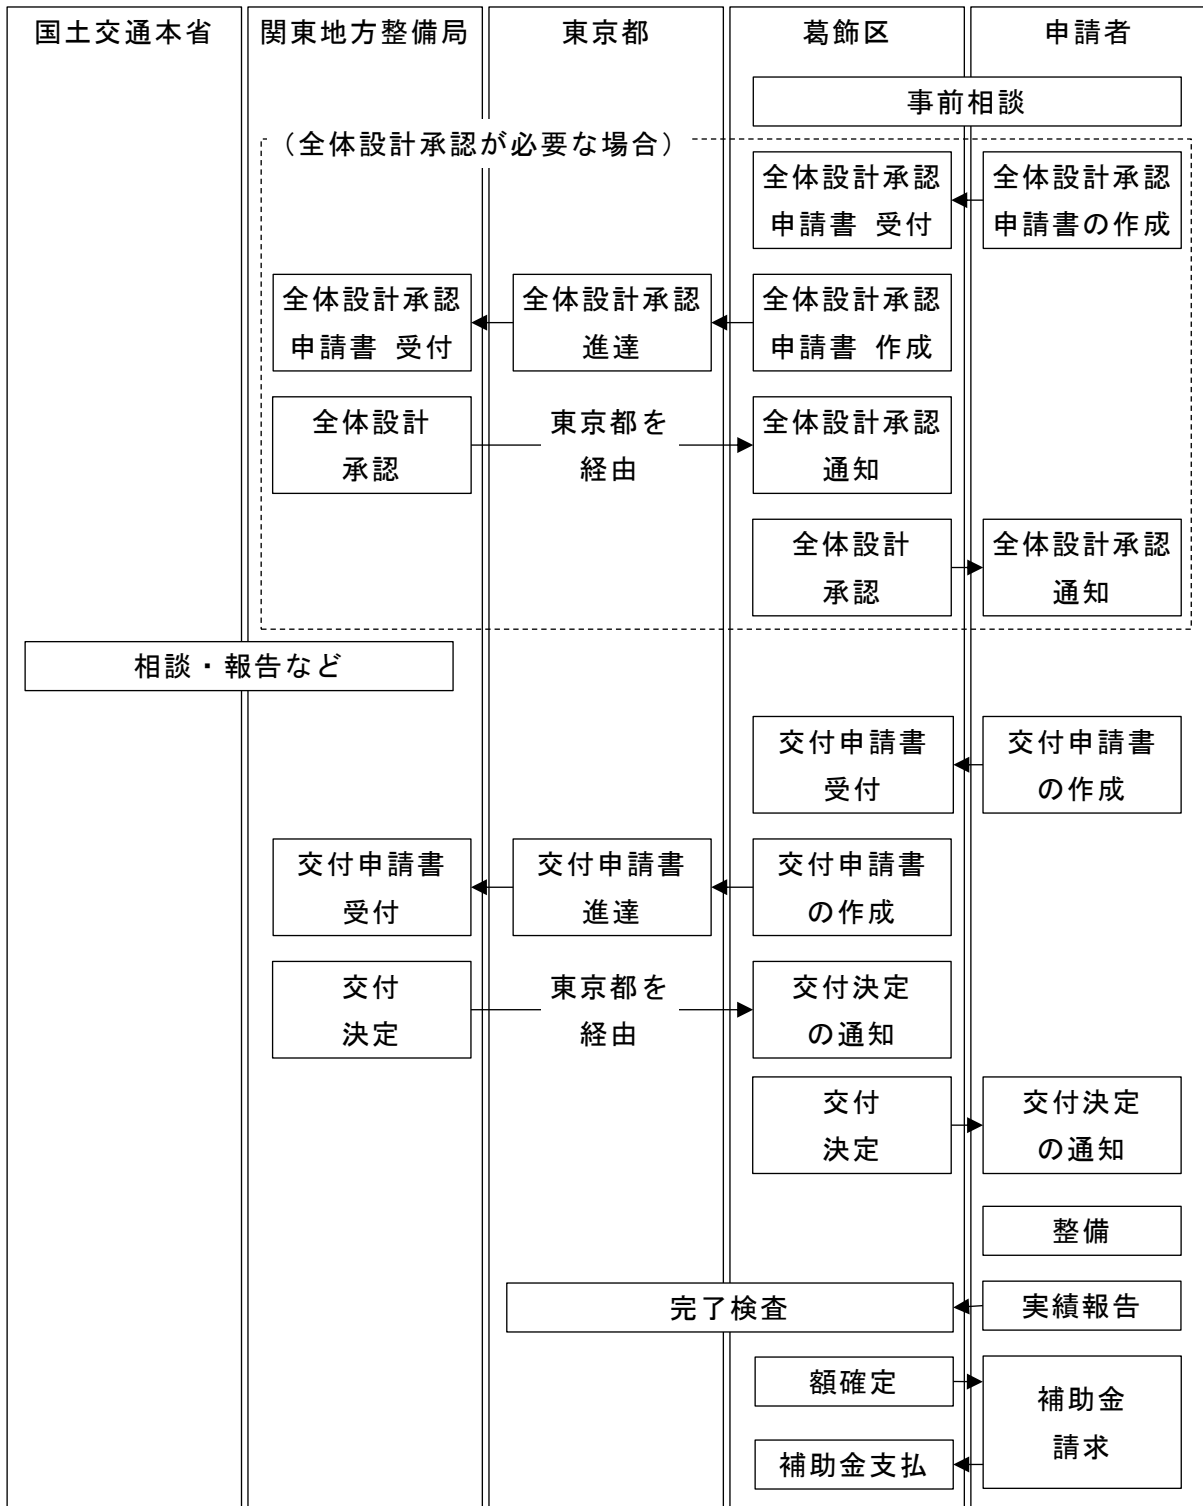 国土交通本省
関東地方整備局
東京都
葛飾区
申請者
事前相談
（全体設計承認が必要な場合）
全体設計承認
申請書 受付
全体設計承認
申請書の作成
全体設計承認
申請書 受付
全体設計承認
進達
全体設計承認
申請書 作成
全体設計
承認
東京都を
経由
全体設計承認
通知
全体設計
承認
全体設計承認
通知
相談・報告など
交付申請書
受付
交付申請書
の作成
交付申請書
受付
交付申請書
進達
交付申請書
の作成
交付
決定
東京都を
経由
交付決定
の通知
交付
決定
交付決定
の通知
整備
完了検査
実績報告
額確定
補助金
請求
補助金支払